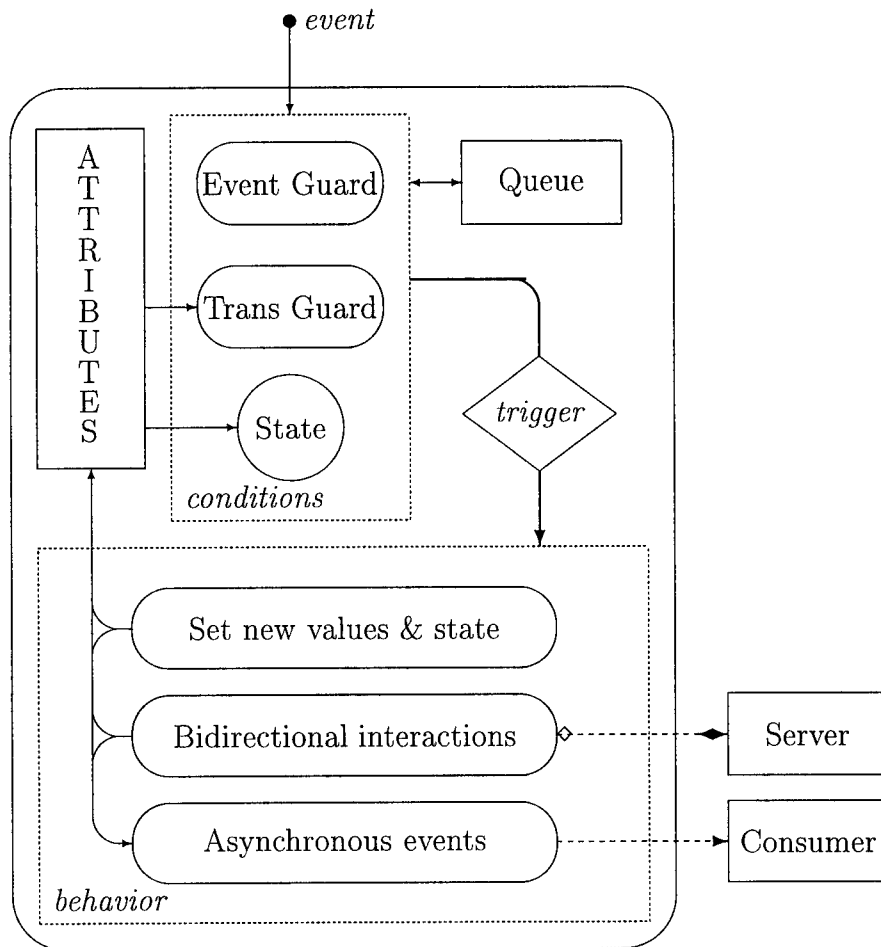 event
ATTRIBUTES
Event Guard
Queue
Trans Guard
State
trigger
conditions
Set new values & state
Bidirectional interactions
Server
Asynchronous events
Consumer
behavior